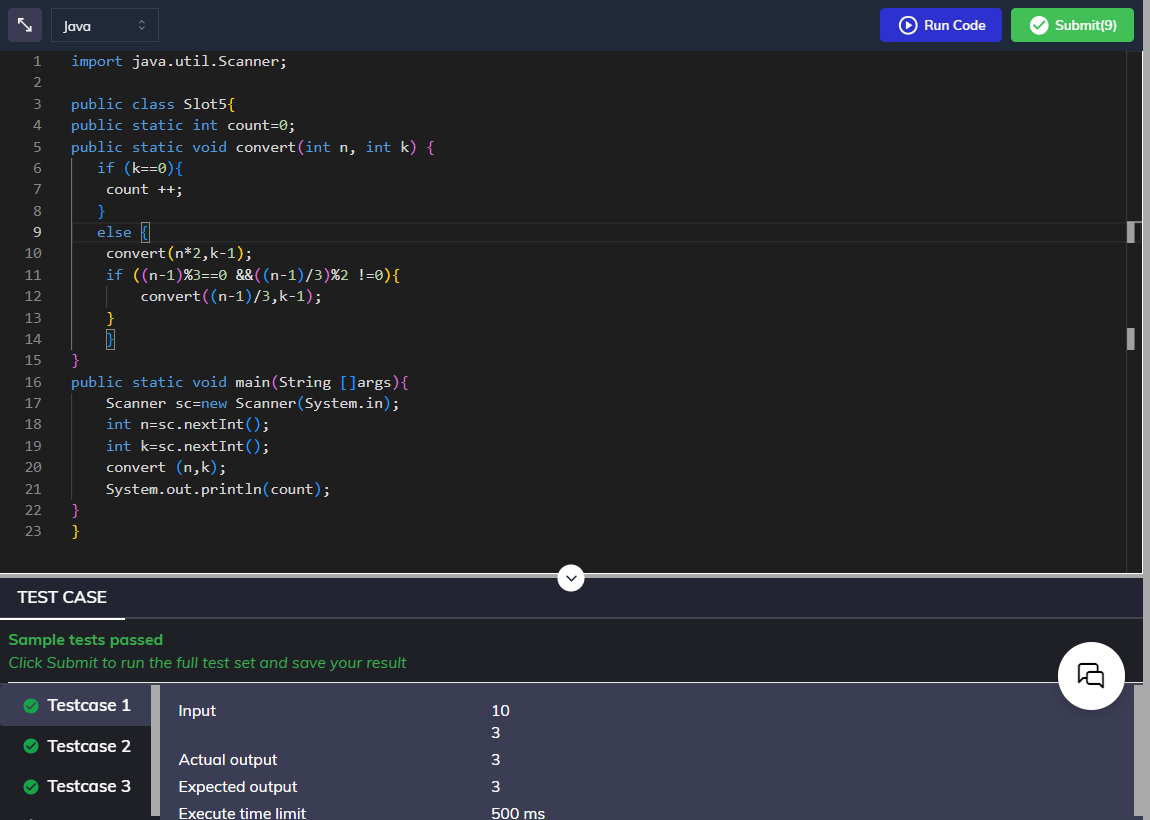 Java
Run Code
Submit(9)
1 import java.util.Scanner;
2
3 public class Slot5{
4 public static int count=0;
5 public static void convert(int n, int k) {
6 if (k==0){
7 count ++;
8 }
9 else {
10 convert(n*2,k-1);
11 if ((n-1)%3==0 &&((n-1)/3)%2 !=0){
12 convert((n-1)/3,k-1);
13 }
14 }
15 }
16 public static void main(String []args){
17 Scanner sc=new Scanner(System.in);
18 int n=sc.nextInt();
19 int k=sc.nextInt();
20 convert (n,k);
21 System.out.println(count);
22 }
23 }
TEST CASE
Sample tests passed
Click Submit to run the full test set and save your result
Testcase 1
Testcase 2
Testcase 3
Input 10
3
Actual output 3
Expected output 3
Execute time limit 500 ms